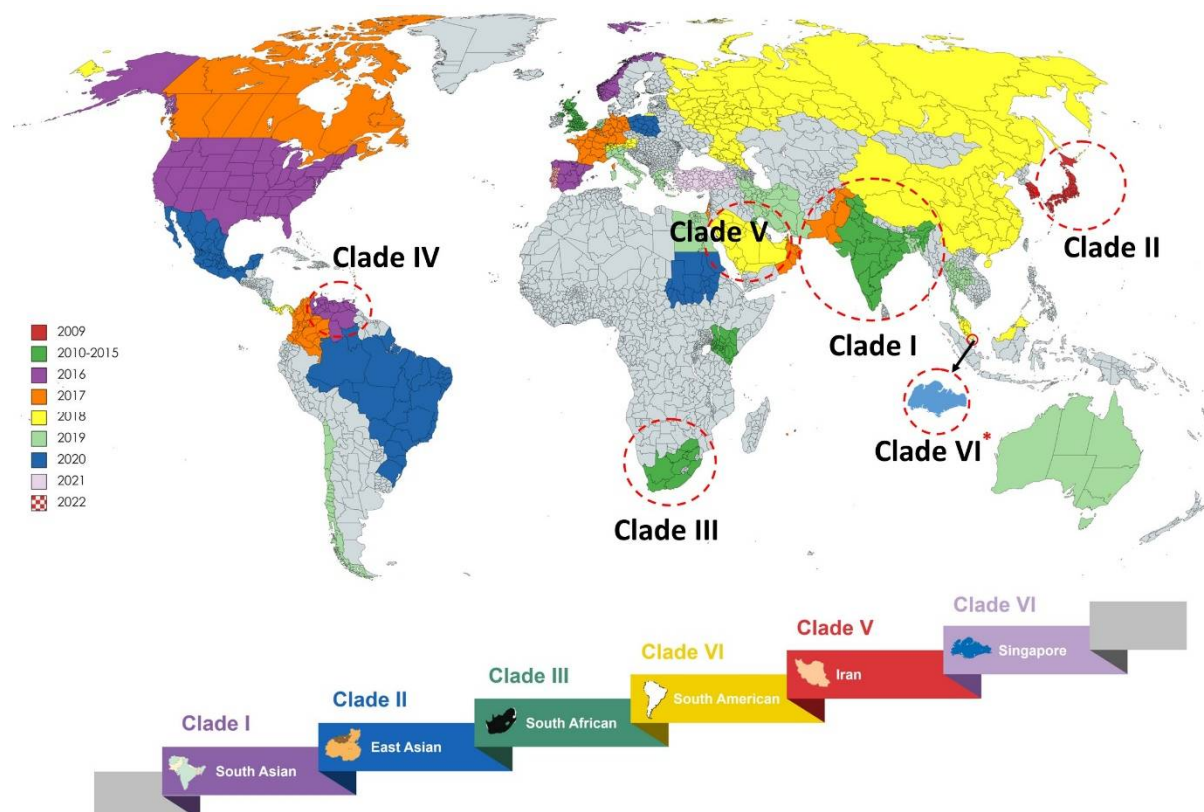 Clade IV
Clade V
Clade II
Clade I
Clade VI*
Clade III
2009
2010-2015
2016
2017
2018
2019
2020
2021
2022
Clade I
South Asian
Clade II
East Asian
Clade III
South African
Clade VI
South American
Clade V
Iran
Clade VI
Singapore